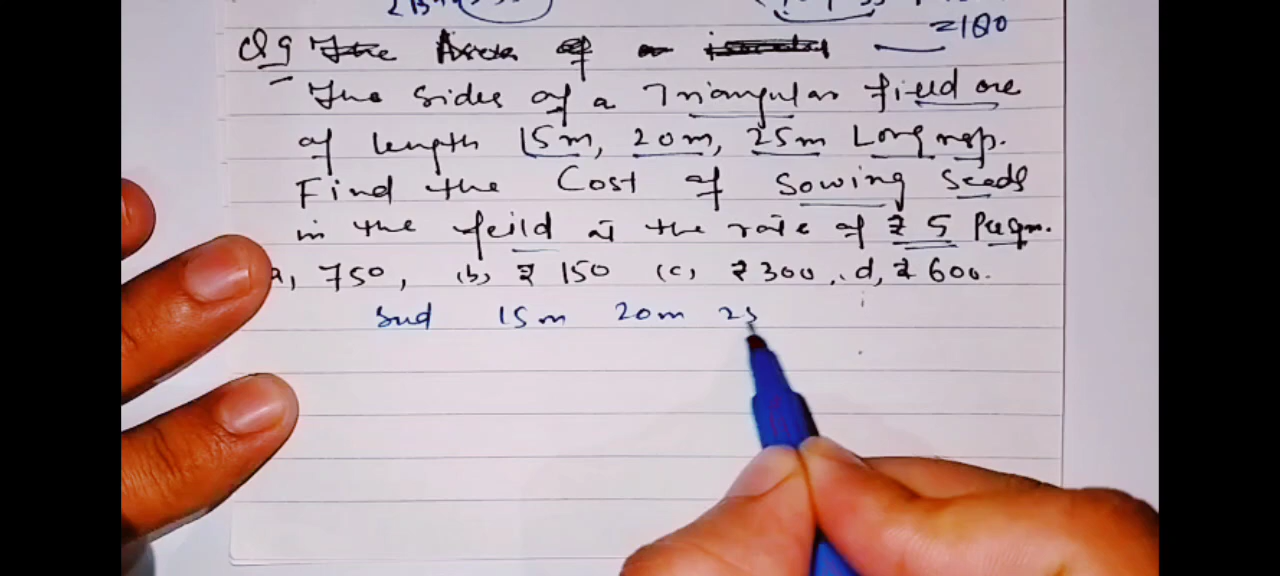 =180
Q9
The sides of a Triangular field are
of length 15m, 20m, 25m Long resp.
Find the Cost of Sowing Seeds
in the feild at the rate of ₹ 5 Per
a, 750, (b) ₹ 150 (c) ₹ 300, d, ₹ 600.
15m 20m 25